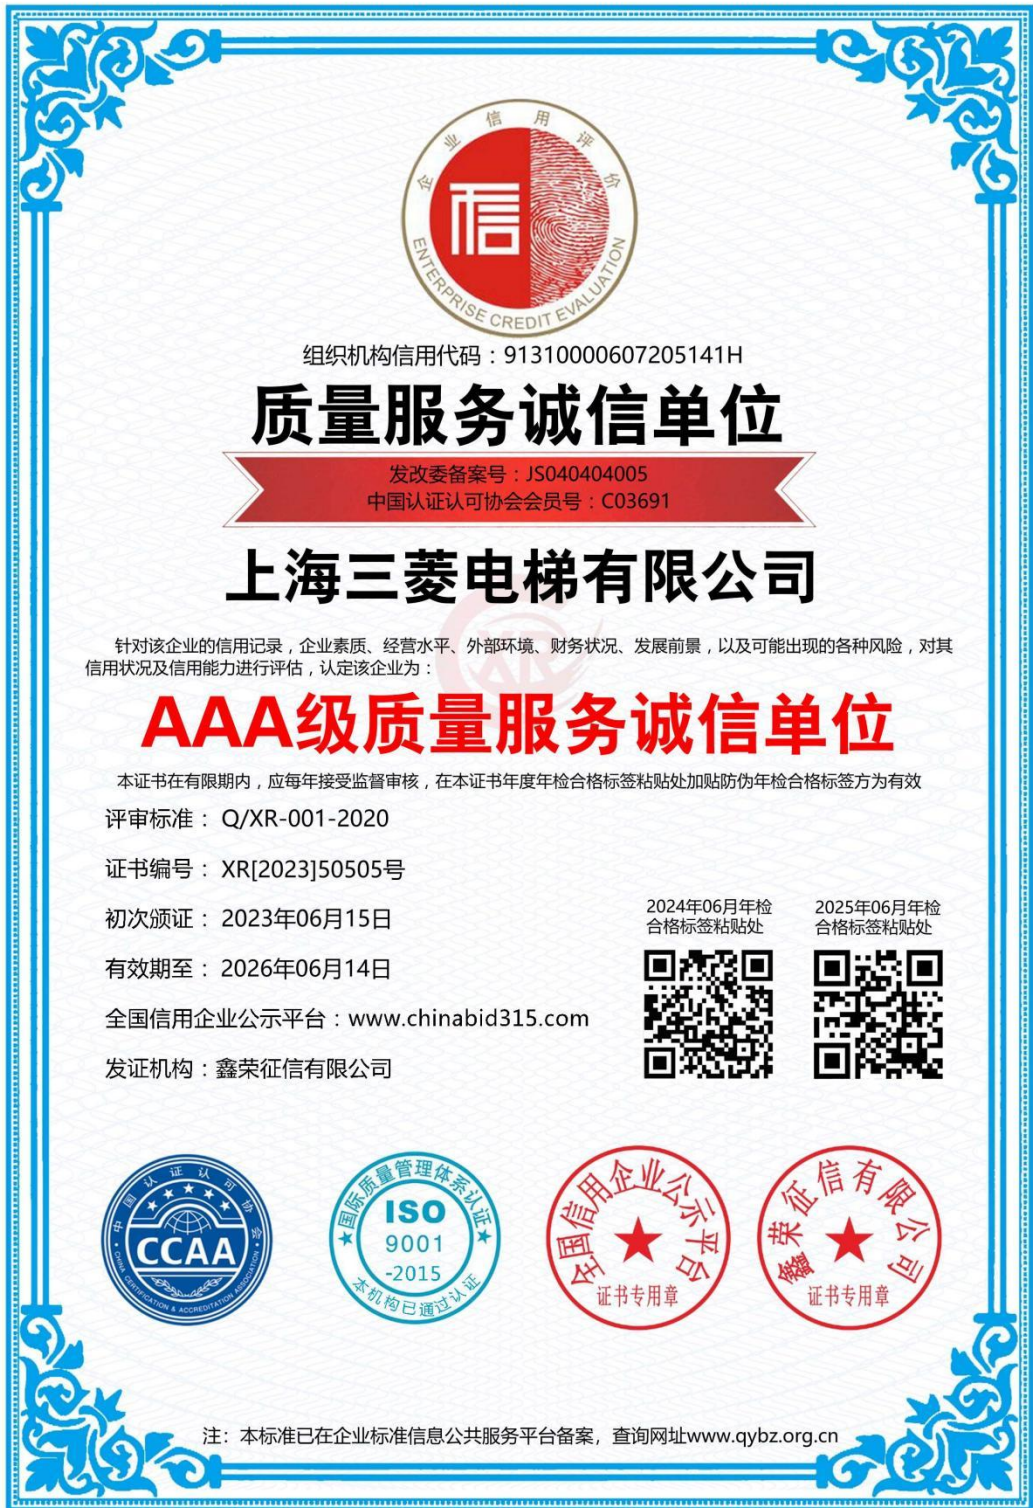 企业信用评价
ENTERPRISE CREDIT EVALUATION
信
组织机构信用代码：91310000607205141H
质量服务诚信单位
发改委备案号：JS040404005
中国认证认可协会会员号：C03691
上海三菱电梯有限公司
XR
针对该企业的信用记录，企业素质、经营水平、外部环境、财务状况、发展前景，以及可能出现的各种风险，对其
信用状况及信用能力进行评估，认定该企业为：
AAA级质量服务诚信单位
本证书在有限期内，应每年接受监督审核，在本证书年度年检合格标签粘贴处加贴防伪年检合格标签方为有效
评审标准： Q/XR-001-2020
证书编号： XR[2023]50505号
初次颁证： 2023年06月15日
有效期至： 2026年06月14日
全国信用企业公示平台：www.chinabid315.com
发证机构：鑫荣征信有限公司
2024年06月年检
合格标签粘贴处
2025年06月年检
合格标签粘贴处
中国认证认可协会
CCAA
CHINA CERTIFICATION & ACCREDITATION ASSOCIATION
国际质量管理体系认证
ISO
9001
-2015
本机构已通过认证
全国信用企业公示平台
证书专用章
鑫荣征信有限公司
证书专用章
注：本标准已在企业标准信息公共服务平台备案，查询网址www.qybz.org.cn